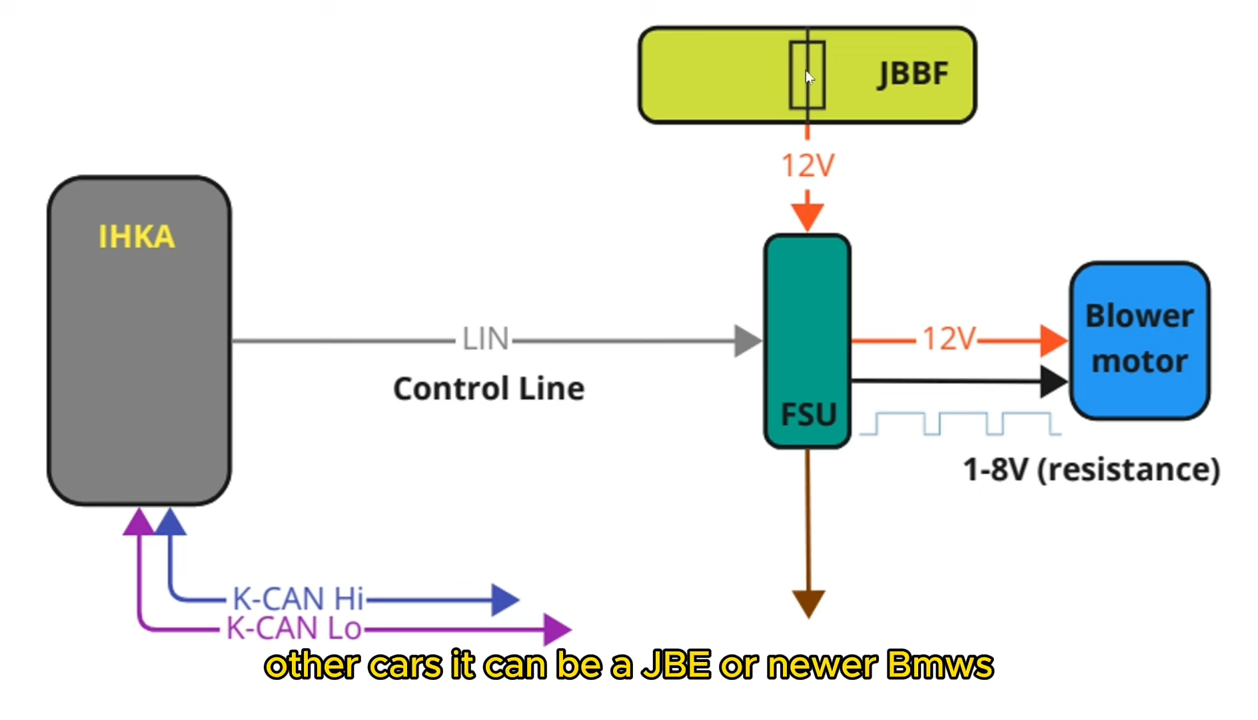 JBBF
12V
IHKA
LIN
Control Line
FSU
12V
Blower
motor
1-8V (resistance)
K-CAN Hi
K-CAN Lo
other cars it can be a JBE or newer Bmws